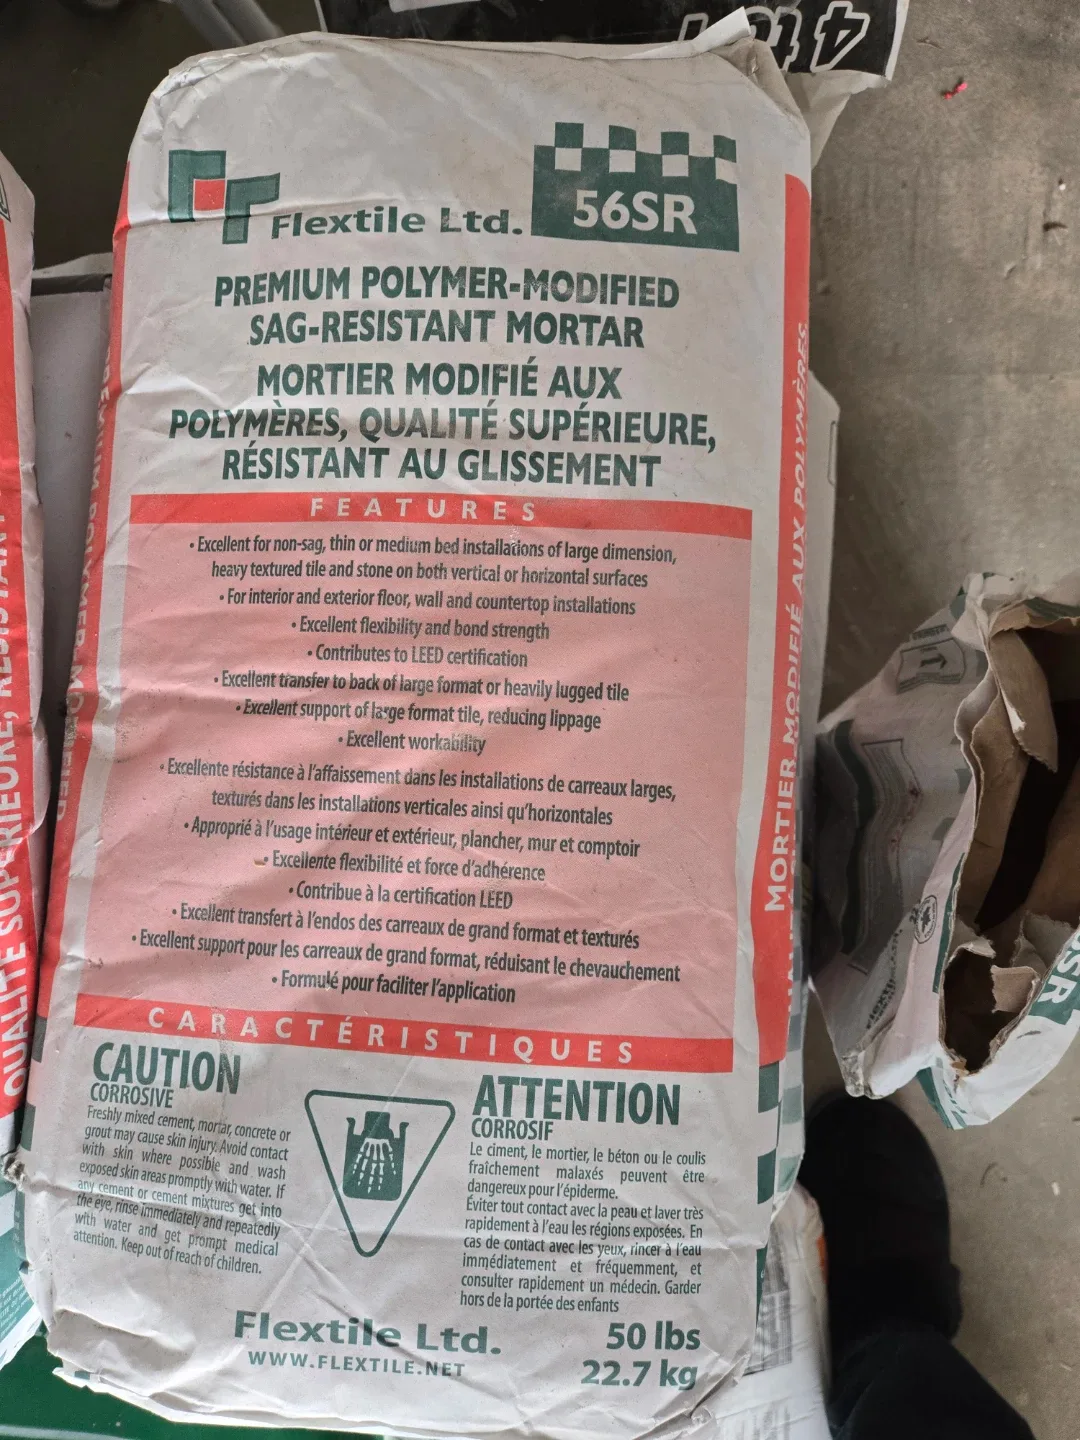 Flextile Ltd.
56SR
PREMIUM POLYMER-MODIFIED
SAG-RESISTANT MORTAR
MORTIER MODIFIÉ AUX
POLYMÈRES, QUALITÉ SUPÉRIEURE,
RÉSISTANT AU GLISSEMENT
FEATURES
• Excellent for non-sag, thin or medium bed installations of large dimension,
heavy textured tile and stone on both vertical or horizontal surfaces
• For interior and exterior floor, wall and countertop installations
• Excellent flexibility and bond strength
• Contributes to LEED certification
• Excellent transfer to back of large format or heavily lugged tile
• Excellent support of large format tile, reducing lippage
• Excellent workability
• Excellente résistance à l'affaissement dans les installations de carreaux larges,
texturés dans les installations verticales ainsi qu'horizontales
• Approprié à l'usage intérieur et extérieur, plancher, mur et comptoir
• Excellente flexibilité et force d'adhérence
• Contribue à la certification LEED
• Excellent transfert à l'endos des carreaux de grand format et texturés
• Excellent support pour les carreaux de grand format, réduisant le chevauchement
• Formulé pour faciliter l'application
CARACTÉRISTIQUES
CAUTION
CORROSIVE
Freshly mixed cement, mortar, concrete or
grout may cause skin injury. Avoid contact
with skin where possible and wash
exposed skin areas promptly with water. If
any cement or cement mixtures get into
the eye, rinse immediately and repeatedly
with water and get prompt medical
attention. Keep out of reach of children.
ATTENTION
CORROSIF
Le ciment, le mortier, le béton ou le coulis
fraîchement malaxés peuvent être
dangereux pour l'épiderme.
Éviter tout contact avec la peau et laver très
rapidement à l'eau les régions exposées. En
cas de contact avec les yeux, rincer à l'eau
immédiatement et fréquemment, et
consulter rapidement un médecin. Garder
hors de la portée des enfants
Flextile Ltd.
WWW.FLEXTILE.NET
50 lbs
22.7 kg
MORTIER MODIFIÉ AUX POLYMÈRES
PREMIUM POLYMER-MODIFIED
QUALITÉ SUPÉRIEURE,